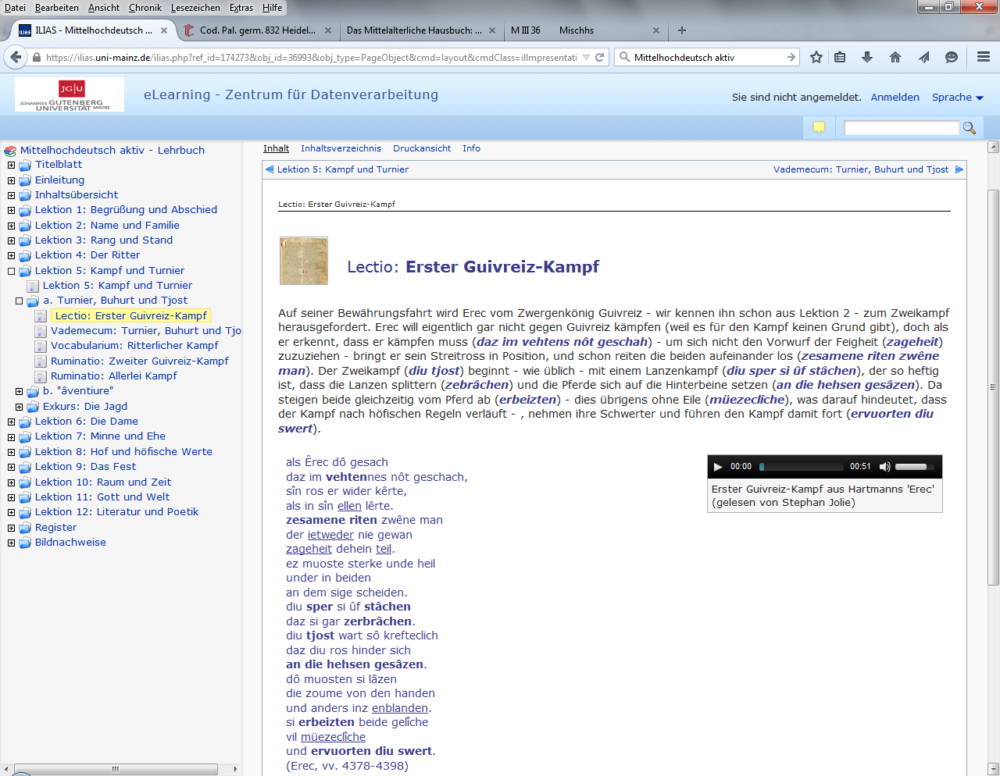 Datei Bearbeiten Ansicht Chronik Lesezeichen Extras Hilfe
ILIAS - Mittelhochdeutsch ... Cod. Pal. germ. 832 Heidel... Das Mittelalterliche Hausbuch: ... M III 36 Mischhs
https://ilias.uni-mainz.de/ilias.php?ref_id=174273&obj_id=36993&obj_type=PageObject&cmd=layout&cmdClass=illmpresentati Mittelhochdeutsch aktiv
JG|U
JOHANNES GUTENBERG
UNIVERSITÄT MAINZ
eLearning - Zentrum für Datenverarbeitung
Sie sind nicht angemeldet. Anmelden Sprache
Mittelhochdeutsch aktiv - Lehrbuch
Titelblatt
Einleitung
Inhaltsübersicht
Lektion 1: Begrüßung und Abschied
Lektion 2: Name und Familie
Lektion 3: Rang und Stand
Lektion 4: Der Ritter
Lektion 5: Kampf und Turnier
Lektion 5: Kampf und Turnier
a. Turnier, Buhurt und Tjost
Lectio: Erster Guivreiz-Kampf
Vademecum: Turnier, Buhurt und Tjo
Vocabularium: Ritterlicher Kampf
Ruminatio: Zweiter Guivreiz-Kampf
Ruminatio: Allerlei Kampf
b. "âventiure"
Exkurs: Die Jagd
Lektion 6: Die Dame
Lektion 7: Minne und Ehe
Lektion 8: Hof und höfische Werte
Lektion 9: Das Fest
Lektion 10: Raum und Zeit
Lektion 11: Gott und Welt
Lektion 12: Literatur und Poetik
Register
Bildnachweise
Inhalt Inhaltsverzeichnis Druckansicht Info
Lektion 5: Kampf und Turnier Vademecum: Turnier, Buhurt und Tjost
Lectio: Erster Guivreiz-Kampf
Lectio: Erster Guivreiz-Kampf
Auf seiner Bewährungsfahrt wird Erec vom Zwergenkönig Guivreiz - wir kennen ihn schon aus Lektion 2 - zum Zweikampf
herausgefordert. Erec will eigentlich gar nicht gegen Guivreiz kämpfen (weil es für den Kampf keinen Grund gibt), doch als
er erkennt, dass er kämpfen muss (daz im vehtens nôt geschah) - um sich nicht den Vorwurf der Feigheit (zageheit)
zuzuziehen - bringt er sein Streitross in Position, und schon reiten die beiden aufeinander los (zesamene riten zwêne
man). Der Zweikampf (diu tjost) beginnt - wie üblich - mit einem Lanzenkampf (diu sper si ûf stâchen), der so heftig
ist, dass die Lanzen splittern (zebrâchen) und die Pferde sich auf die Hinterbeine setzen (an die hehsen gesâzen). Da
steigen beide gleichzeitig vom Pferd ab (erbeizten) - dies übrigens ohne Eile (müezeclîche), was darauf hindeutet, dass
der Kampf nach höfischen Regeln verläuft - , nehmen ihre Schwerter und führen den Kampf damit fort (ervuorten diu
swert).
als Êrec dô gesach
daz im vehtennes nôt geschach,
sîn ros er wider kêrte,
als in sîn ellen lêrte.
zesamene riten zwêne man
der ietweder nie gewan
zageheit dehein teil.
ez muoste sterke unde heil
under in beiden
an dem sige scheiden.
diu sper si ûf stâchen
daz si gar zerbrâchen.
diu tjost wart sô krefteclich
daz diu ros hinder sich
an die hehsen gesâzen.
dô muosten si lâzen
die zoume von den handen
und anders inz enblanden.
si erbeizten beide gelîche
vil müezeclîche
und ervuorten diu swert.
(Erec, vv. 4378-4398)
00:00 00:51
Erster Guivreiz-Kampf aus Hartmanns 'Erec'
(gelesen von Stephan Jolie)